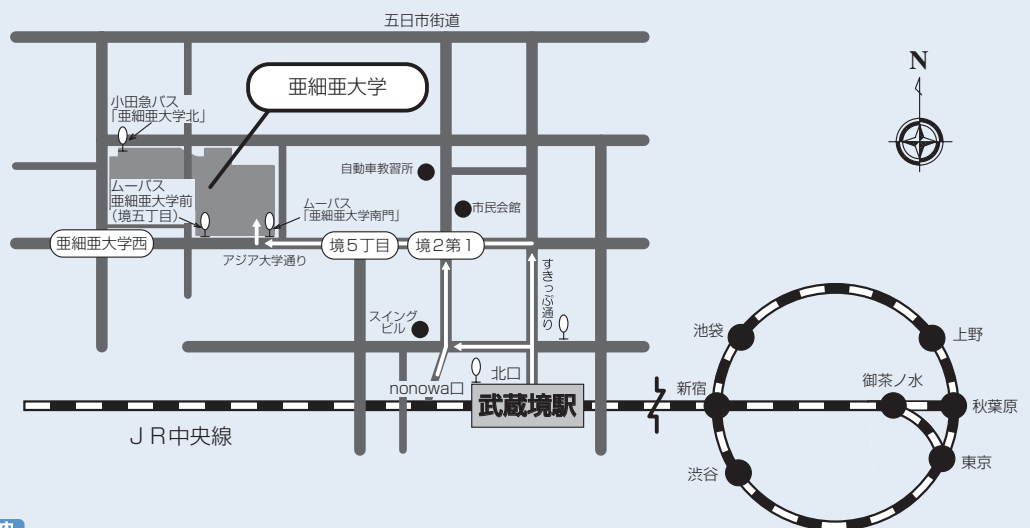 五日市街道
亜細亜大学
N
小田急バス
「亜細亜大学北」
自動車教習所
ムーバス
亜細亜大学前
（境五丁目）
ムーバス
「亜細亜大学南門」
市民会館
亜細亜大学西
境５丁目
境２第１
アジア大学通り
すきっぷ通り
スイング
ビル
池袋
上野
北口
nonowa口
新宿
御茶ノ水
武蔵境駅
秋葉原
ＪＲ中央線
東京
渋谷